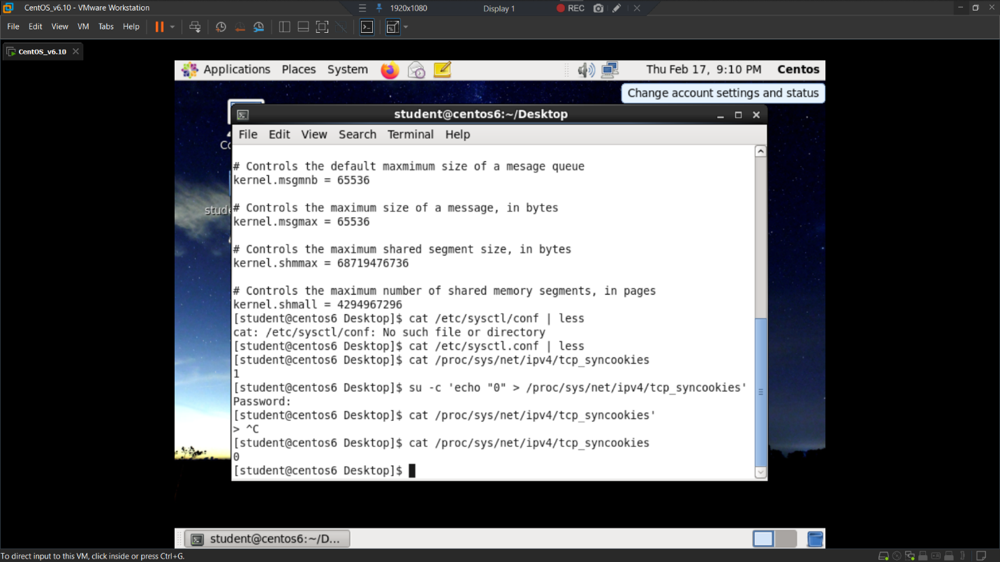 CentOS_v6.10 - VMware Workstation
1920x1080
Display 1
REC
File Edit View VM Tabs Help
CentOS_v6.10
Applications Places System
Thu Feb 17, 9:10 PM Centos
Change account settings and status
student@centos6:~/Desktop
File Edit View Search Terminal Help
# Controls the default maxmimum size of a mesage queue
kernel.msgmnb = 65536
# Controls the maximum size of a message, in bytes
kernel.msgmax = 65536
# Controls the maximum shared segment size, in bytes
kernel.shmmax = 68719476736
# Controls the maximum number of shared memory segments, in pages
kernel.shmall = 4294967296
[student@centos6 Desktop]$ cat /etc/sysctl/conf | less
cat: /etc/sysctl/conf: No such file or directory
[student@centos6 Desktop]$ cat /etc/sysctl.conf | less
[student@centos6 Desktop]$ cat /proc/sys/net/ipv4/tcp_syncookies
1
[student@centos6 Desktop]$ su -c 'echo "0" > /proc/sys/net/ipv4/tcp_syncookies'
Password:
[student@centos6 Desktop]$ cat /proc/sys/net/ipv4/tcp_syncookies'
> ^C
[student@centos6 Desktop]$ cat /proc/sys/net/ipv4/tcp_syncookies
0
[student@centos6 Desktop]$
student@centos6:~/D...
To direct input to this VM, click inside or press Ctrl+G.